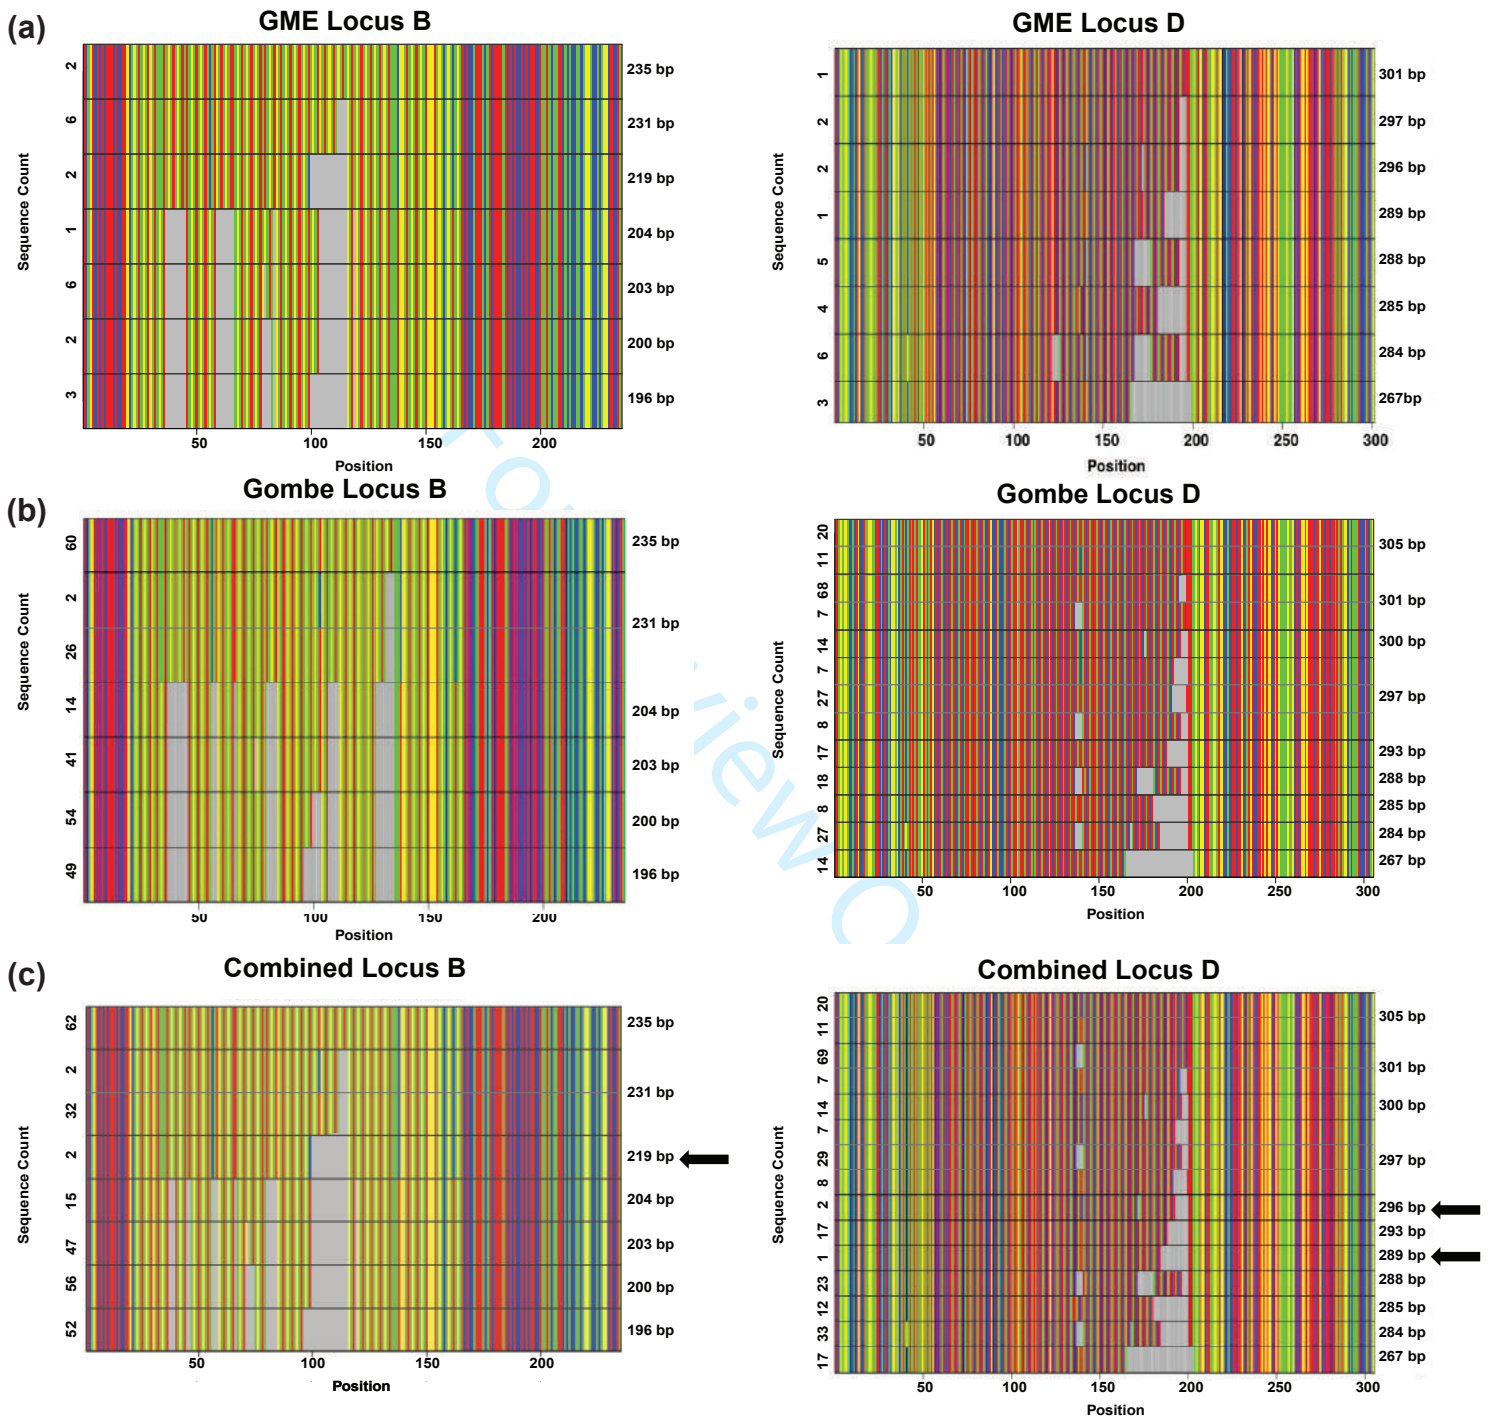 (a)
GME Locus B
Sequence Count
2
6
2
1
6
2
3
235 bp
231 bp
219 bp
204 bp
203 bp
200 bp
196 bp
50
100
150
200
Position
GME Locus D
Sequence Count
1
2
2
1
5
4
6
3
301 bp
297 bp
296 bp
289 bp
288 bp
285 bp
284 bp
267bp
50
100
150
200
250
300
Position
(b)
Gombe Locus B
Sequence Count
60
2
26
14
41
54
49
235 bp
231 bp
204 bp
203 bp
200 bp
196 bp
50
100
150
200
Position
Gombe Locus D
Sequence Count
20
11
68
7
14
7
27
8
17
18
8
27
14
305 bp
301 bp
300 bp
297 bp
293 bp
288 bp
285 bp
284 bp
267 bp
50
100
150
200
250
300
Position
(c)
Combined Locus B
Sequence Count
62
2
32
2
15
47
56
52
235 bp
231 bp
219 bp
204 bp
203 bp
200 bp
196 bp
50
100
150
200
Position
Combined Locus D
Sequence Count
20
11
69
7
14
7
29
8
2
17
1
23
12
33
17
305 bp
301 bp
300 bp
297 bp
296 bp
293 bp
289 bp
288 bp
285 bp
284 bp
267 bp
50
100
150
200
250
300
Position